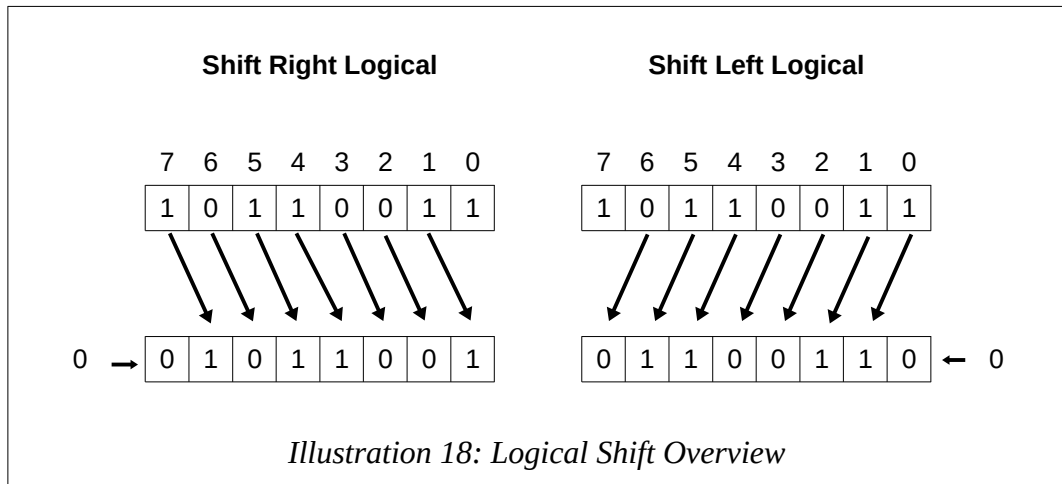 Shift Right Logical
Shift Left Logical
7 6 5 4 3 2 1 0
7 6 5 4 3 2 1 0
1 0 1 1 0 0 1 1
1 0 1 1 0 0 1 1
0 0 1 0 1 1 0 0 1
0 1 1 0 0 1 1 0 0
Illustration 18: Logical Shift Overview